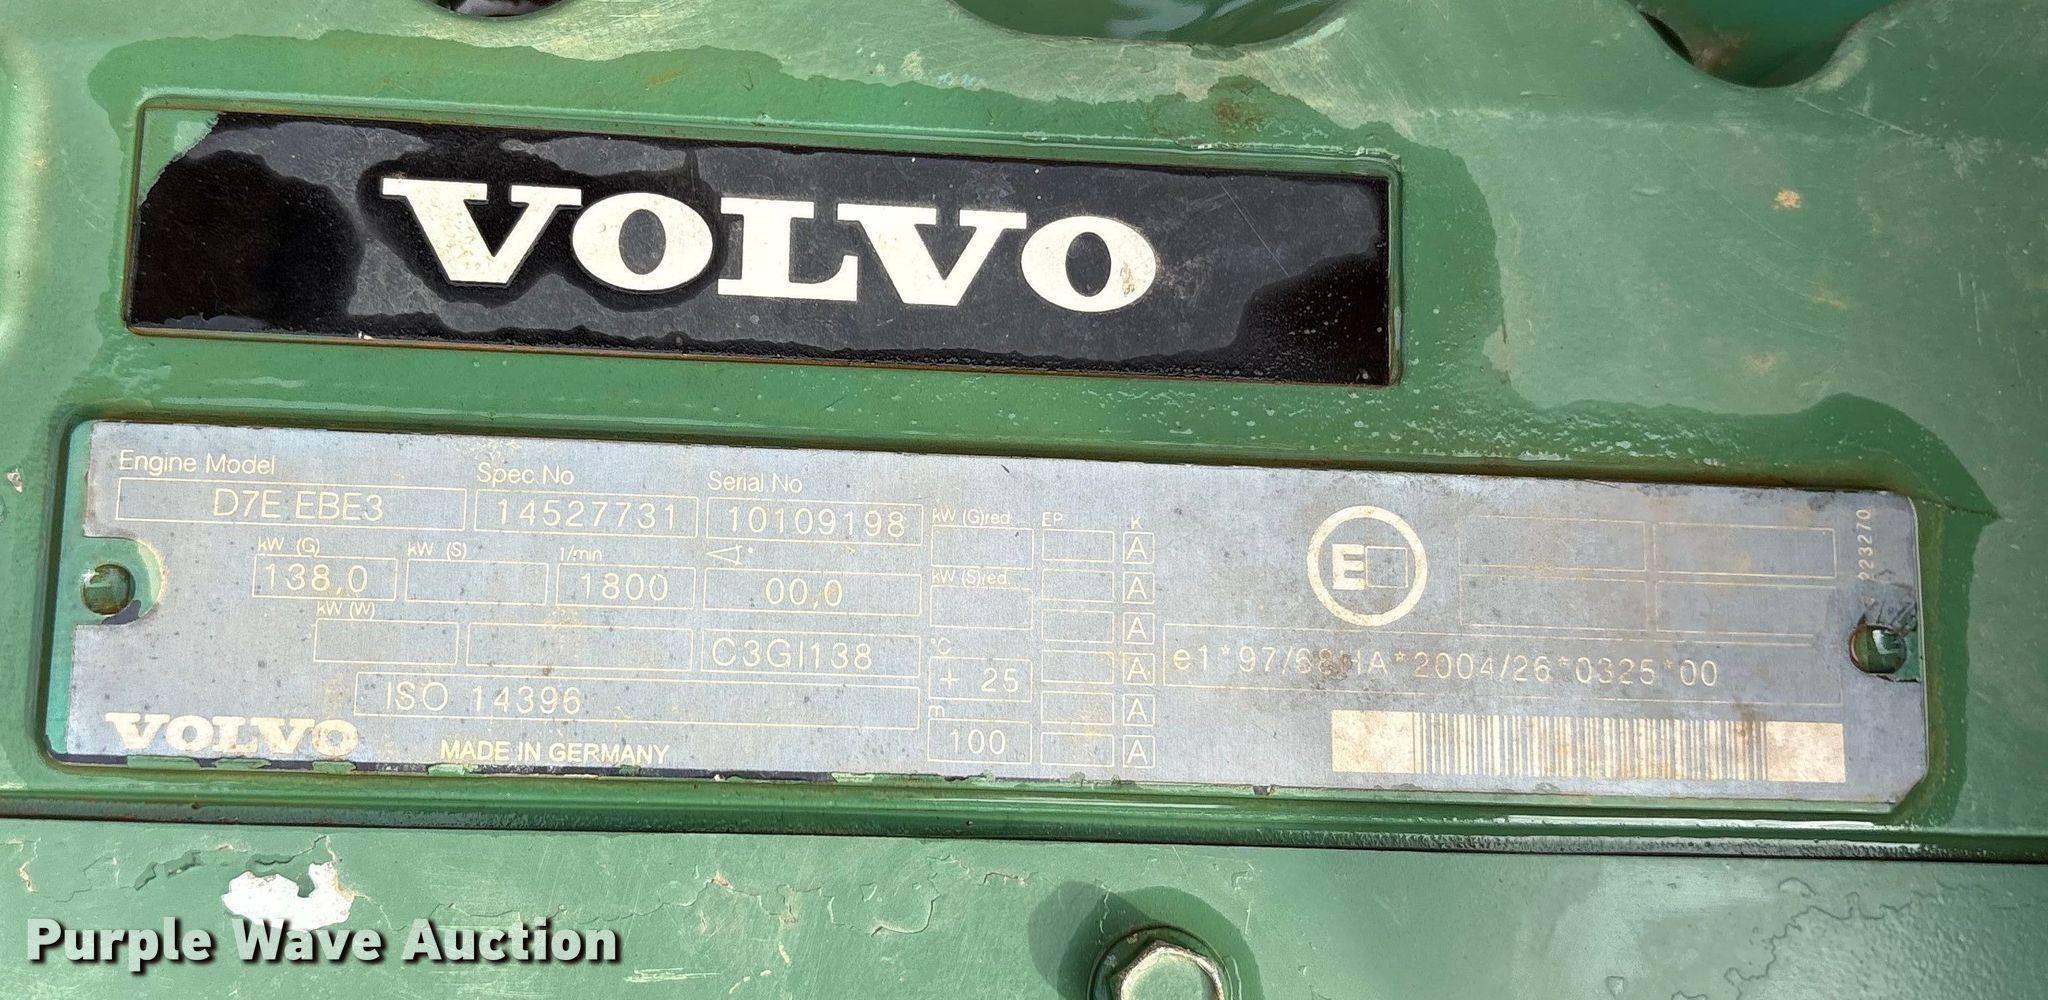 VOLVO
Engine Model Spec.No Serial.No
D7E EBE3 14527731 10109198 kW (G)red. EP K
kW (G) kW (S) 1/min A
138,0 1800 00,0 kW (S)red. A
kW (W) A
C3GI138 °C A
+ 25 e1*97/68HA*2004/26*0325*00
ISO 14396 m A
100 A
VOLVO MADE IN GERMANY
E
223270
Purple Wave Auction